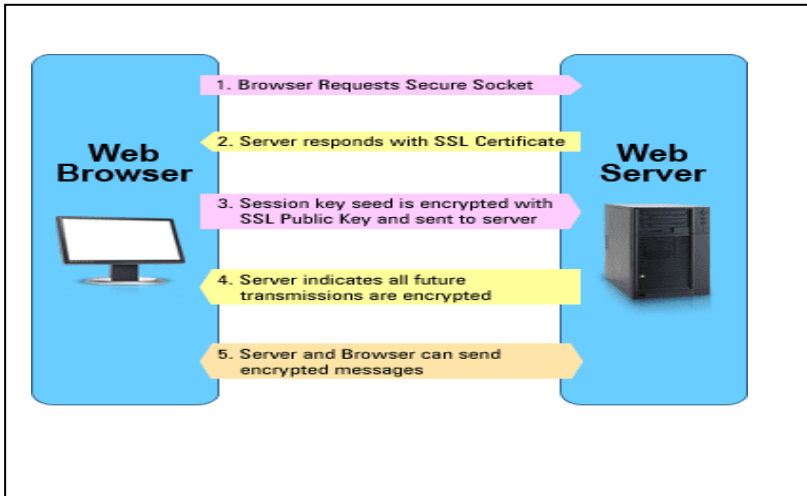 1. Browser Requests Secure Socket
2. Server responds with SSL Certificate
Web
Browser
Web
Server
3. Session key seed is encrypted with
SSL Public Key and sent to server
4. Server indicates all future
transmissions are encrypted
5. Server and Browser can send
encrypted messages